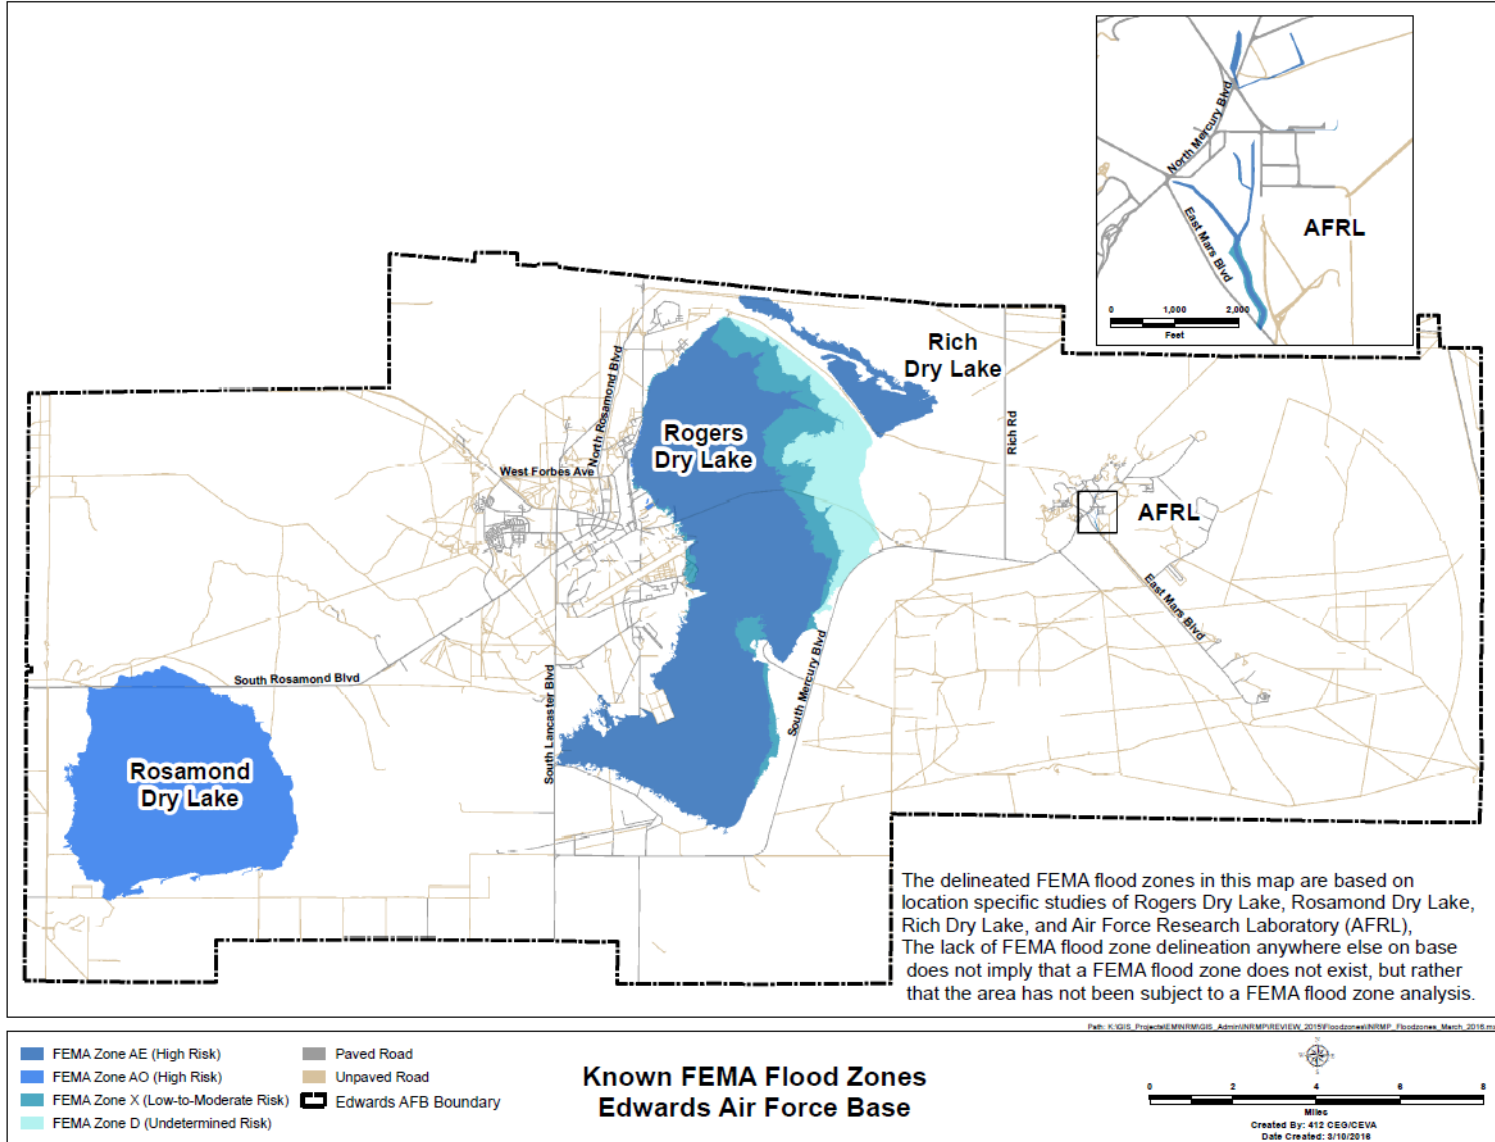 North Mercury Blvd
East Mars Blvd
AFRL
0 1,000 2,000
Feet
Rich
Dry Lake
North Rosamond Blvd
Rogers
Dry Lake
West Forbes Ave
Rich Rd
AFRL
East Mars Blvd
South Mercury Blvd
South Rosamond Blvd
South Lancaster Blvd
Rosamond
Dry Lake
The delineated FEMA flood zones in this map are based on
location specific studies of Rogers Dry Lake, Rosamond Dry Lake,
Rich Dry Lake, and Air Force Research Laboratory (AFRL),
The lack of FEMA flood zone delineation anywhere else on base
does not imply that a FEMA flood zone does not exist, but rather
that the area has not been subject to a FEMA flood zone analysis.
FEMA Zone AE (High Risk)
FEMA Zone AO (High Risk)
FEMA Zone X (Low-to-Moderate Risk)
FEMA Zone D (Undetermined Risk)
Paved Road
Unpaved Road
Edwards AFB Boundary
Known FEMA Flood Zones
Edwards Air Force Base
N
0 2 4 6 8
Miles
Created By: 412 CEG/CEVA
Date Created: 3/10/2016